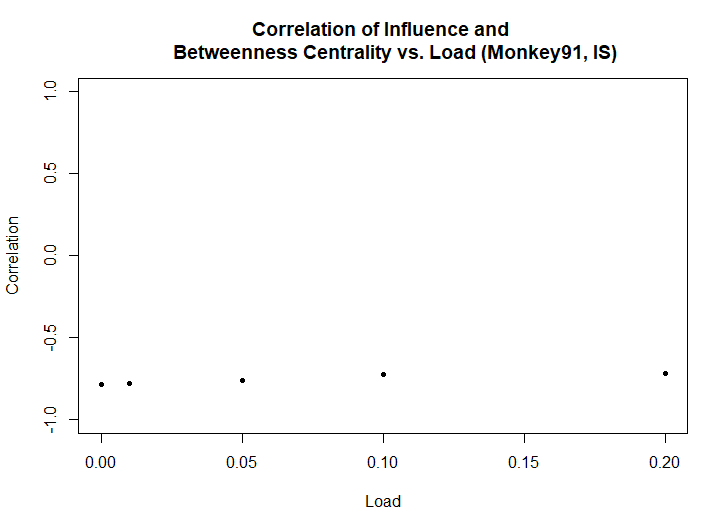 Correlation of Influence and
Betweenness Centrality vs. Load (Monkey91, IS)
1.0
0.5
0.0
-0.5
-1.0
Correlation
0.00 0.05 0.10 0.15 0.20
Load